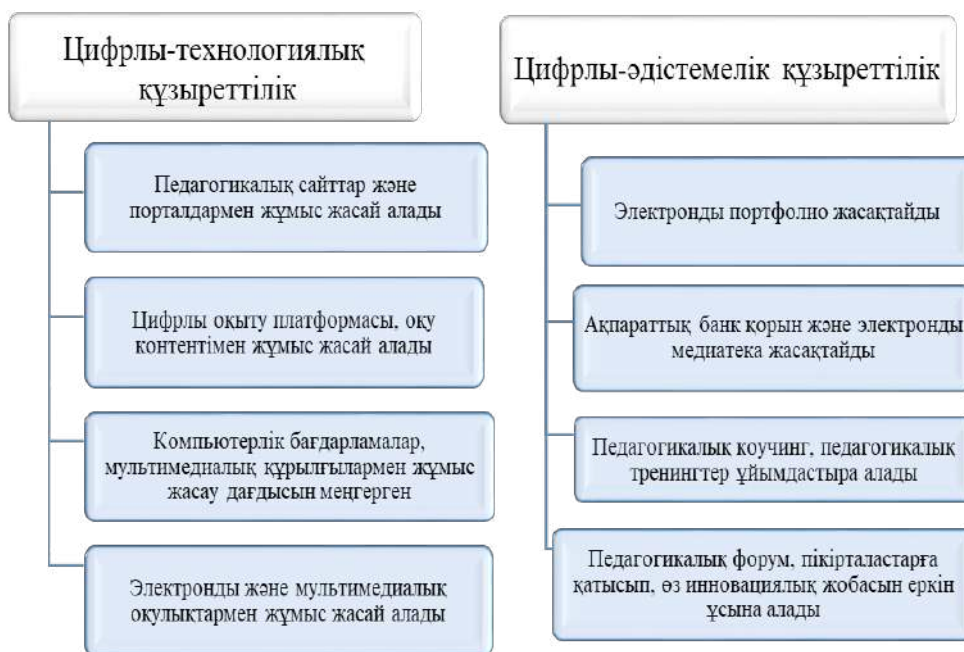 Цифрлы-технологиялық
құзыреттілік
Педагогикалық сайттар және
порталдармен жұмыс жасай алады
Цифрлы оқыту платформасы, оқу
контентімен жұмыс жасай алады
Компьютерлік бағдарламалар,
мультимедиалық құрылғылармен жұмыс
жасау дағдысын меңгерген
Электронды және мультимедиалық
оқулықтармен жұмыс жасай алады
Цифрлы-әдістемелік құзыреттілік
Электронды портфолио жасақтайды
Ақпараттық банк қорын және электронды
медиатека жасақтайды
Педагогикалық коучинг, педагогикалық
тренингтер ұйымдастыра алады
Педагогикалық форум, пікірталастарға
қатысып, өз инновациялық жобасын еркін
ұсына алады